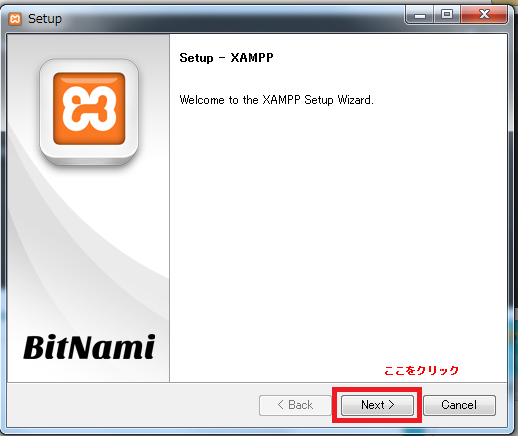 Setup
Setup - XAMPP
Welcome to the XAMPP Setup Wizard.
BitNami
ここをクリック
< Back
Next >
Cancel